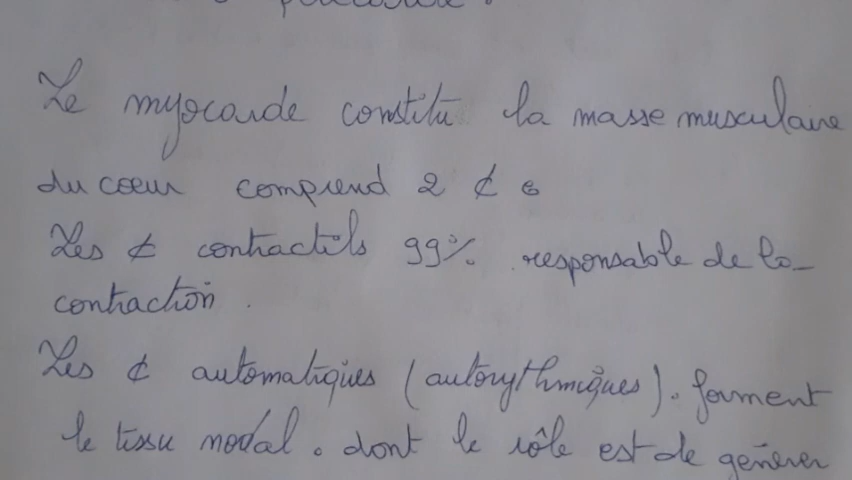 Le myocarde constitu la masse musculaire
du coeur comprend 2 ¢ :
Les ¢ contractils 99% responsable de la
contraction.
Les ¢ automatiques (autorythmiques). forment
le tissu nodal. dont le rôle est de générer